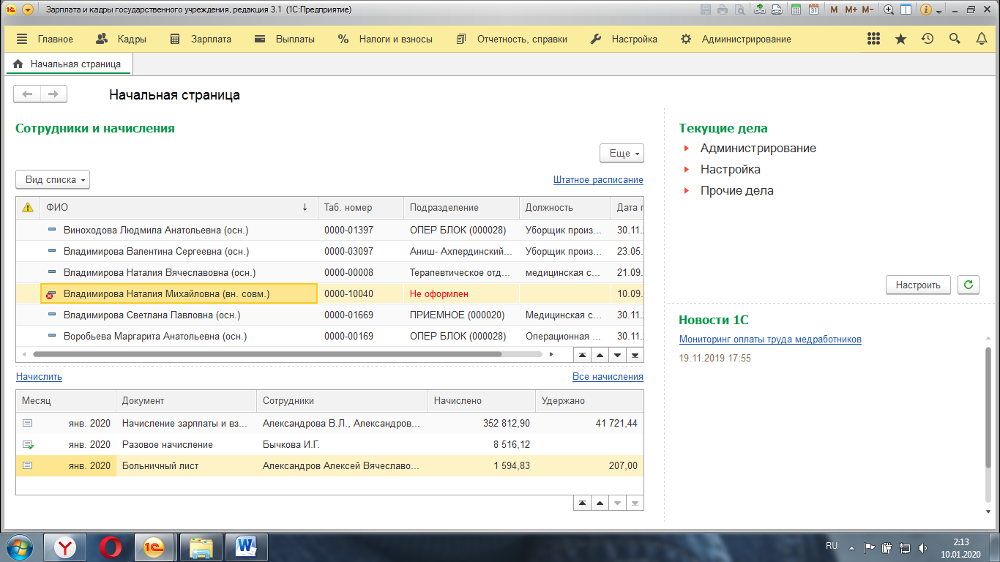 Зарплата и кадры государственного учреждения, редакция 3.1 (1С:Предприятие)
M M+ M-
31
Главное Кадры Зарплата Выплаты Налоги и взносы Отчетность, справки Настройка Администрирование
Начальная страница
Начальная страница
Сотрудники и начисления
Еще
Вид списка Штатное расписание
ФИО Таб. номер Подразделение Должность Дата п
Виноходова Людмила Анатольевна (осн.) 0000-01397 ОПЕР БЛОК (000028) Уборщик произ... 30.11.
Владимирова Валентина Сергеевна (осн.) 0000-03097 Аниш- Ахпердинский... Уборщик произ... 23.05.
Владимирова Наталия Вячеславовна (осн.) 0000-00008 Терапевтическое отд... медицинская с... 21.09.
Владимирова Наталия Михайловна (вн. совм.) 0000-10040 Не оформлен 10.09.
Владимирова Светлана Павловна (осн.) 0000-01669 ПРИЕМНОЕ (000020) Медицинская с... 30.11.
Воробьева Маргарита Анатольевна (осн.) 0000-00169 ОПЕР БЛОК (000028) Операционная ... 30.11.
Начислить Все начисления
Месяц Документ Сотрудники Начислено Удержано
янв. 2020 Начисление зарплаты и вз... Александрова В.Л., Александров... 352 812,90 41 721,44
янв. 2020 Разовое начисление Бычкова И.Г. 8 516,12
янв. 2020 Больничный лист Александров Алексей Вячеславо... 1 594,83 207,00
Текущие дела
Администрирование
Настройка
Прочие дела
Настроить
Новости 1С
Мониторинг оплаты труда медработников
19.11.2019 17:55
RU
2:13
10.01.2020